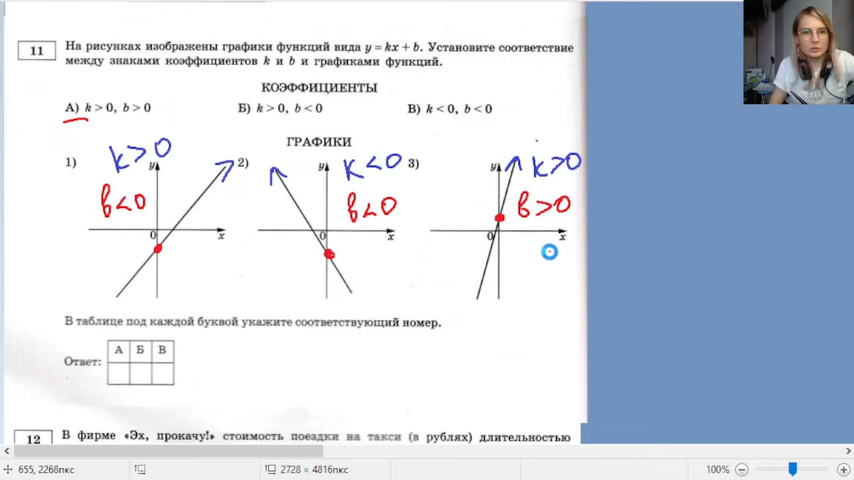 11 На рисунках изображены графики функций вида y = kx + b. Установите соответствие
между знаками коэффициентов k и b и графиками функций.
КОЭФФИЦИЕНТЫ
А) k > 0, b > 0 Б) k > 0, b < 0 В) k < 0, b < 0
ГРАФИКИ
1) 2) 3)
k>0 k<0 k>0
y y y
в<0 в<0 в>0
0 x 0 x 0 x
В таблице под каждой буквой укажите соответствующий номер.
А Б В
Ответ:
12 В фирме «Эх, прокачу!» стоимость поездки на такси (в рублях) длительностью
655, 2268пкс 2728 × 4816пкс 100%